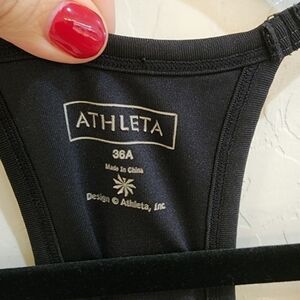 ATHLETA
36A
Made In China
Design © Athleta, Inc